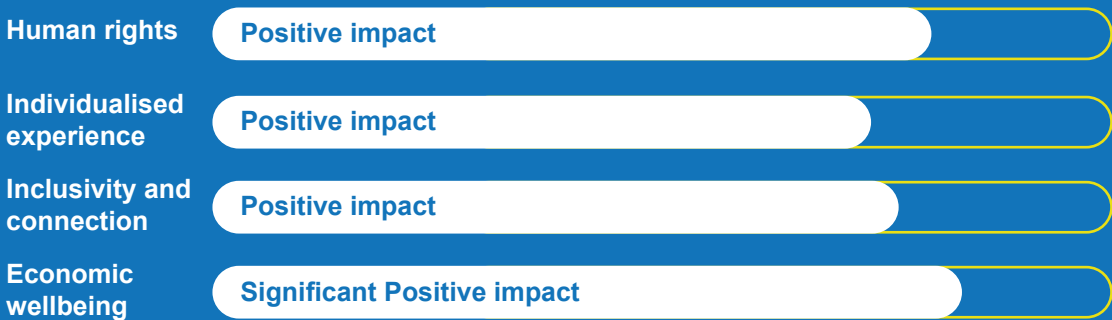 Human rights
Positive impact
Individualised
experience
Positive impact
Inclusivity and
connection
Positive impact
Economic
wellbeing
Significant Positive impact